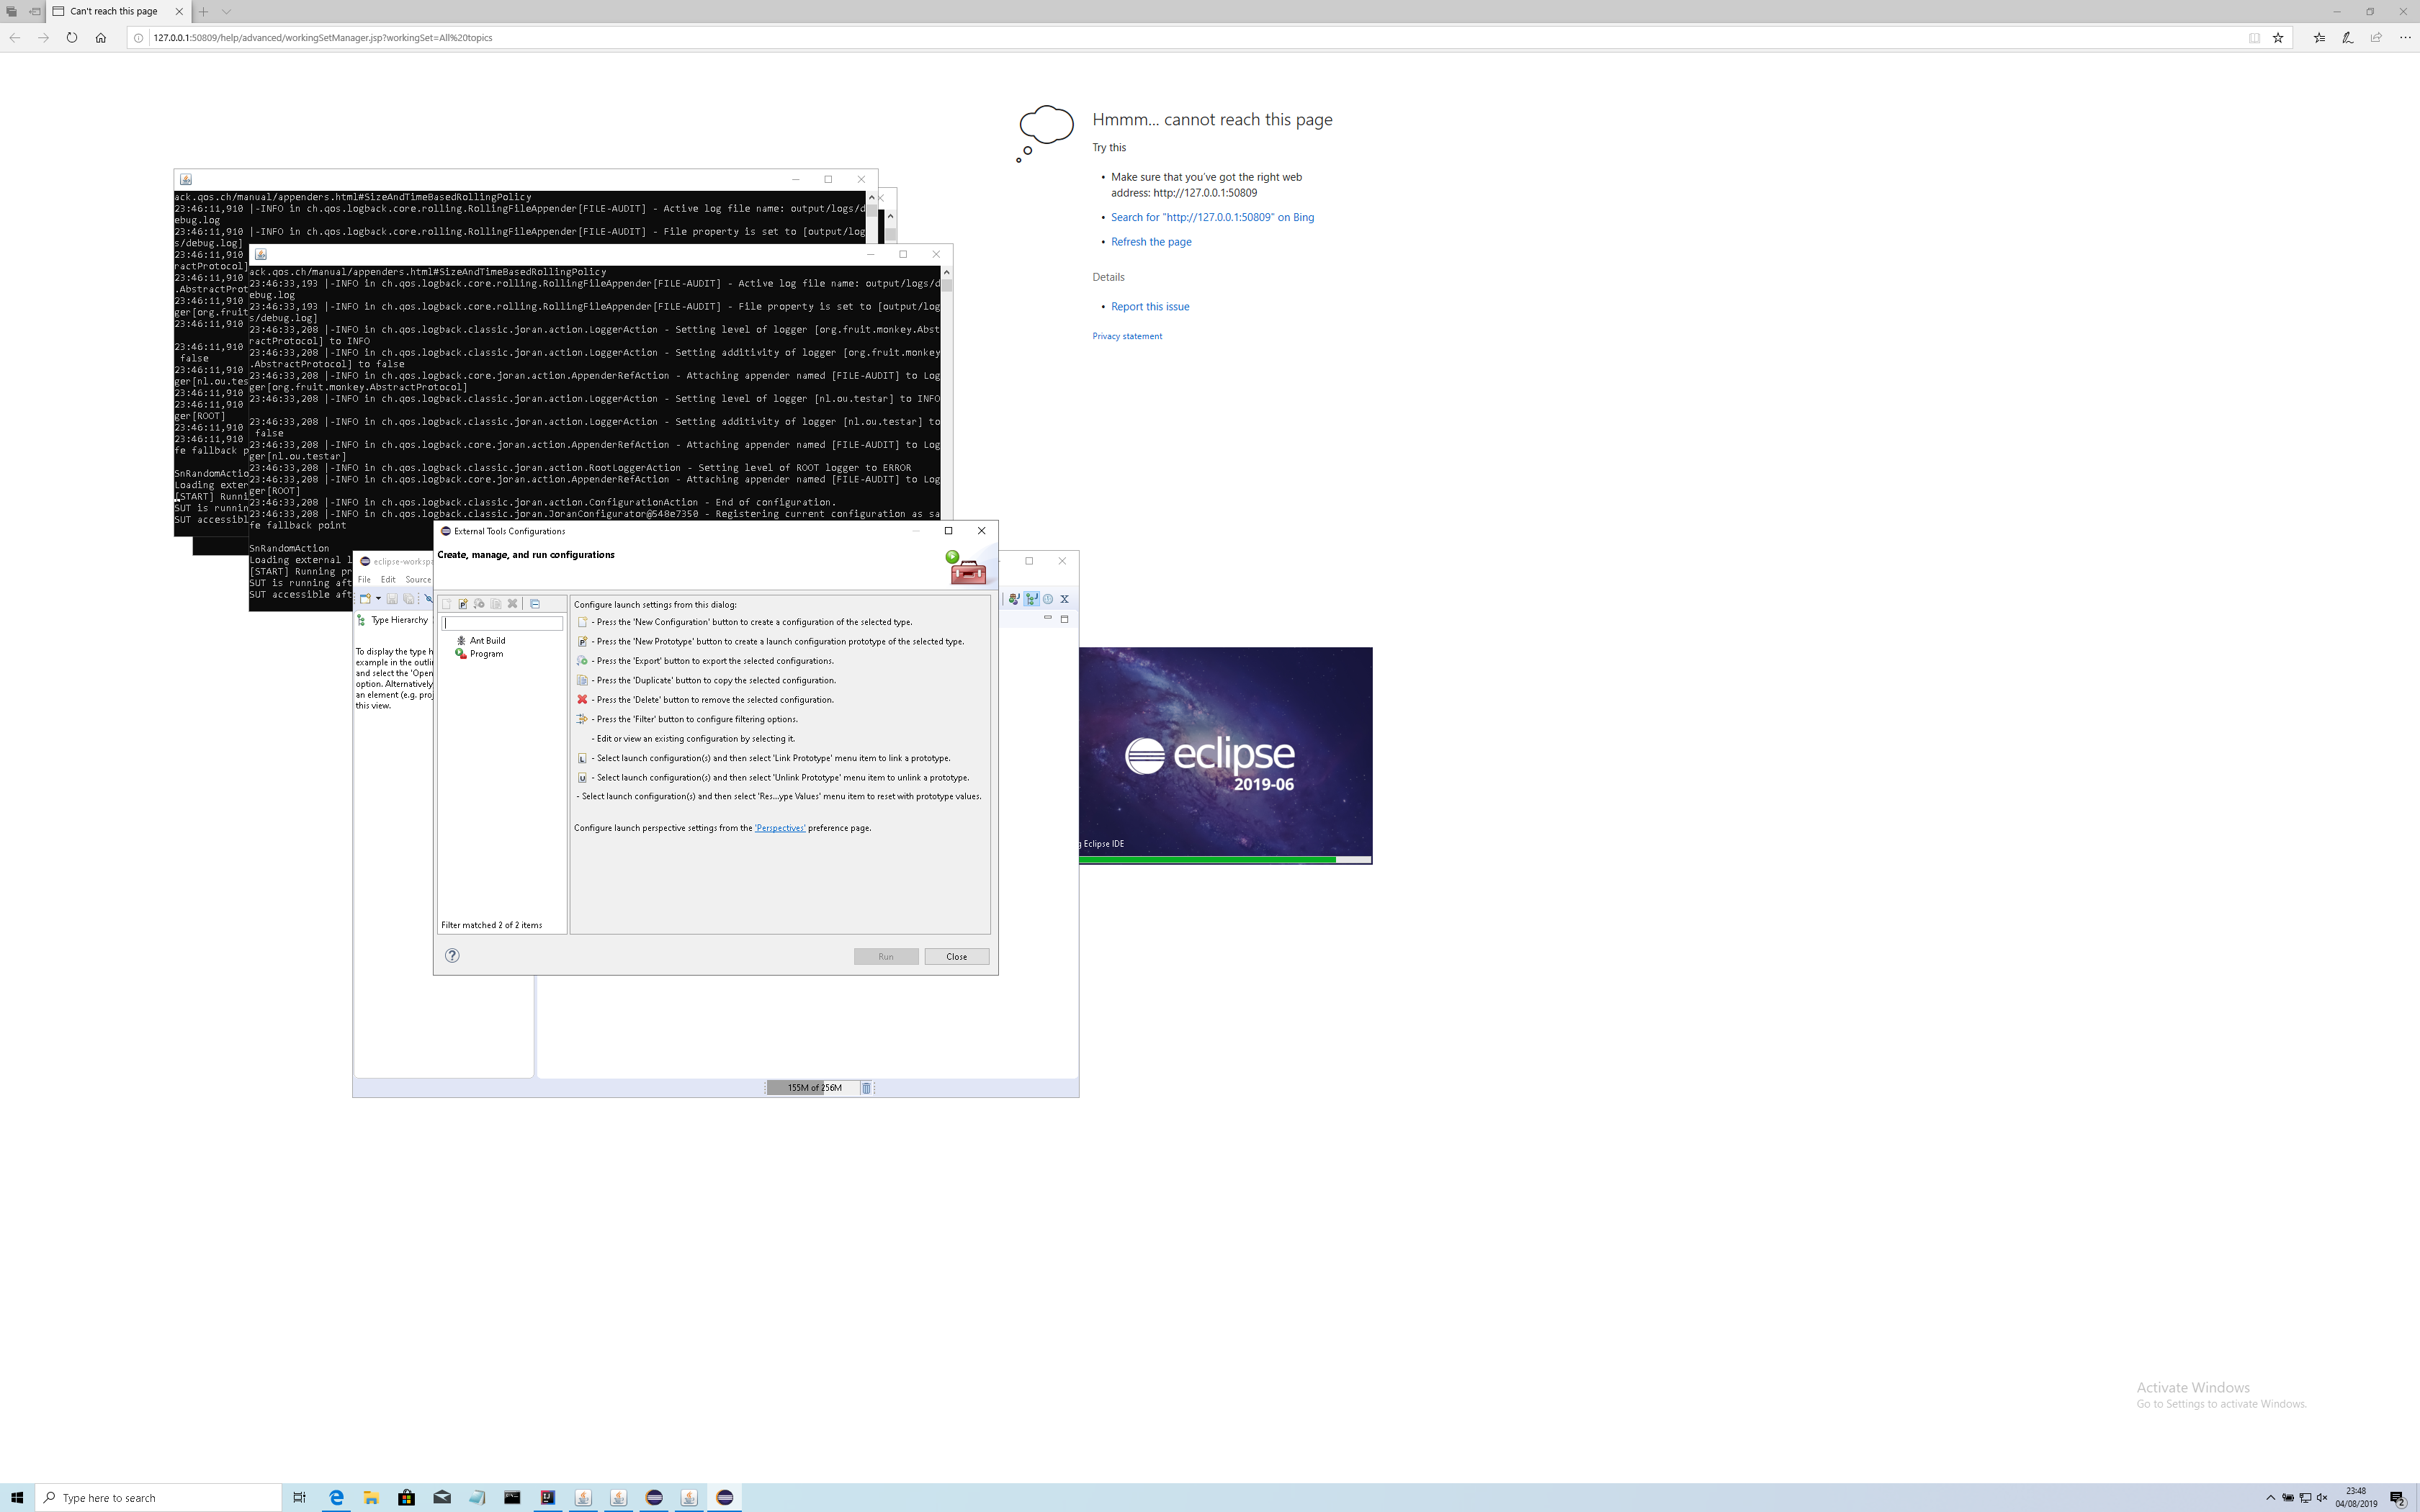 Can't reach this page
127.0.0.1:50809/help/advanced/workingSetManager.jsp?workingSet=All%20topics
Hmmm... cannot reach this page
Try this
• Make sure that you've got the right web
address: http://127.0.0.1:50809
• Search for "http://127.0.0.1:50809" on Bing
• Refresh the page
Details
• Report this issue
Privacy statement
ack.qos.ch/manual/appenders.html#SizeAndTimeBasedRollingPolicy
23:46:11,910 |-INFO in ch.qos.logback.core.rolling.RollingFileAppender[FILE-AUDIT] - Active log file name: output/logs/d
ebug.log
23:46:11,910 |-INFO in ch.qos.logback.core.rolling.RollingFileAppender[FILE-AUDIT] - File property is set to [output/log
s/debug.log]
23:46:11,910
ractProtocol]
23:46:11,910
.AbstractProt
23:46:11,910
ger[org.fruit
23:46:11,910
23:46:11,910
false
23:46:11,910
ger[nl.ou.tes
23:46:11,910
23:46:11,910
ger[ROOT]
23:46:11,910
23:46:11,910
fe fallback p
SnRandomActio
Loading exter
[START] Runni
SUT is runnin
SUT accessibl
ack.qos.ch/manual/appenders.html#SizeAndTimeBasedRollingPolicy
23:46:33,193 |-INFO in ch.qos.logback.core.rolling.RollingFileAppender[FILE-AUDIT] - Active log file name: output/logs/d
ebug.log
23:46:33,193 |-INFO in ch.qos.logback.core.rolling.RollingFileAppender[FILE-AUDIT] - File property is set to [output/log
s/debug.log]
23:46:33,208 |-INFO in ch.qos.logback.classic.joran.action.LoggerAction - Setting level of logger [org.fruit.monkey.Abst
ractProtocol] to INFO
23:46:33,208 |-INFO in ch.qos.logback.classic.joran.action.LoggerAction - Setting additivity of logger [org.fruit.monkey
.AbstractProtocol] to false
23:46:33,208 |-INFO in ch.qos.logback.core.joran.action.AppenderRefAction - Attaching appender named [FILE-AUDIT] to Log
ger[org.fruit.monkey.AbstractProtocol]
23:46:33,208 |-INFO in ch.qos.logback.classic.joran.action.LoggerAction - Setting level of logger [nl.ou.testar] to INFO
23:46:33,208 |-INFO in ch.qos.logback.classic.joran.action.LoggerAction - Setting additivity of logger [nl.ou.testar] to
false
23:46:33,208 |-INFO in ch.qos.logback.core.joran.action.AppenderRefAction - Attaching appender named [FILE-AUDIT] to Log
ger[nl.ou.testar]
23:46:33,208 |-INFO in ch.qos.logback.classic.joran.action.RootLoggerAction - Setting level of ROOT logger to ERROR
23:46:33,208 |-INFO in ch.qos.logback.core.joran.action.AppenderRefAction - Attaching appender named [FILE-AUDIT] to Log
ger[ROOT]
23:46:33,208 |-INFO in ch.qos.logback.classic.joran.action.ConfigurationAction - End of configuration.
23:46:33,208 |-INFO in ch.qos.logback.classic.joran.JoranConfigurator@548e7350 - Registering current configuration as sa
fe fallback point
SnRandomAction
Loading external l
[START] Running pr
SUT is running aft
SUT accessible aft
eclipse-workspa
File Edit Source
Type Hierarchy
To display the type h
example in the outli
and select the 'Open
option. Alternatively
an element (e.g. proj
this view.
155M of 256M
External Tools Configurations
Create, manage, and run configurations
Ant Build
Program
Filter matched 2 of 2 items
Configure launch settings from this dialog:
- Press the 'New Configuration' button to create a configuration of the selected type.
- Press the 'New Prototype' button to create a launch configuration prototype of the selected type.
- Press the 'Export' button to export the selected configurations.
- Press the 'Duplicate' button to copy the selected configuration.
- Press the 'Delete' button to remove the selected configuration.
- Press the 'Filter' button to configure filtering options.
- Edit or view an existing configuration by selecting it.
- Select launch configuration(s) and then select 'Link Prototype' menu item to link a prototype.
- Select launch configuration(s) and then select 'Unlink Prototype' menu item to unlink a prototype.
- Select launch configuration(s) and then select 'Res...ype Values' menu item to reset with prototype values.
Configure launch perspective settings from the 'Perspectives' preference page.
Run
Close
eclipse
2019-06
g Eclipse IDE
Activate Windows
Go to Settings to activate Windows.
Type here to search
23:48
04/08/2019
2